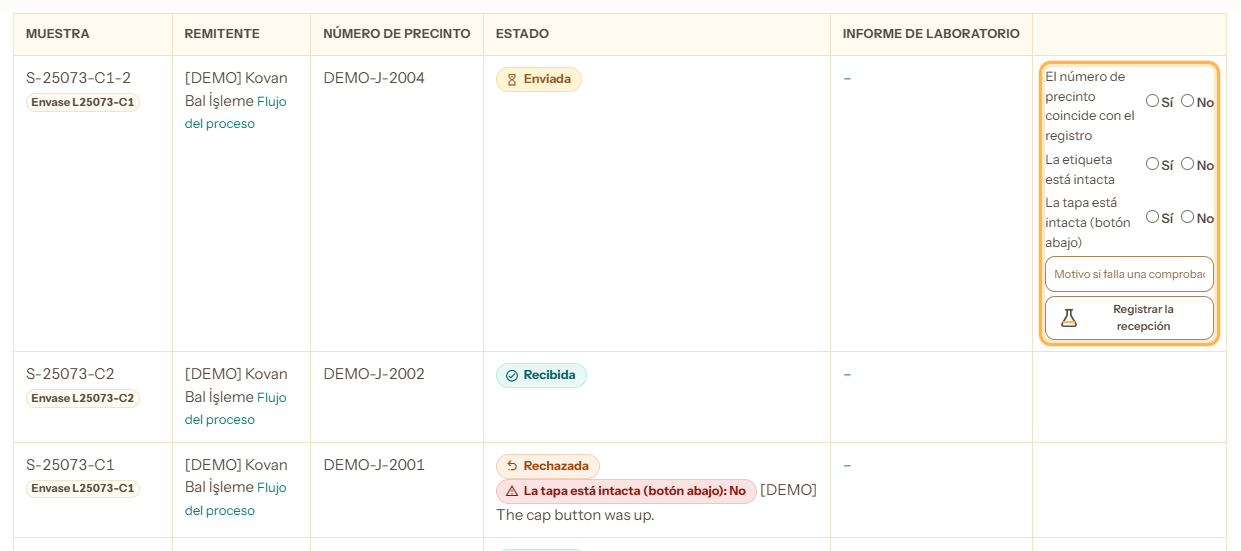 MUESTRA REMITENTE NÚMERO DE PRECINTO ESTADO INFORME DE LABORATORIO
S-25073-C1-2
Envase L25073-C1
[DEMO] Kovan
Bal İşleme Flujo
del proceso
DEMO-J-2004
Enviada
–
El número de
precinto
coincide con el
registro
Sí No
La etiqueta
está intacta
Sí No
La tapa está
intacta (botón
abajo)
Sí No
Motivo si falla una comprobac
Registrar la
recepción
S-25073-C2
Envase L25073-C2
[DEMO] Kovan
Bal İşleme Flujo
del proceso
DEMO-J-2002
Recibida
–
S-25073-C1
Envase L25073-C1
[DEMO] Kovan
Bal İşleme Flujo
del proceso
DEMO-J-2001
Rechazada
La tapa está intacta (botón abajo): No [DEMO]
The cap button was up.
–